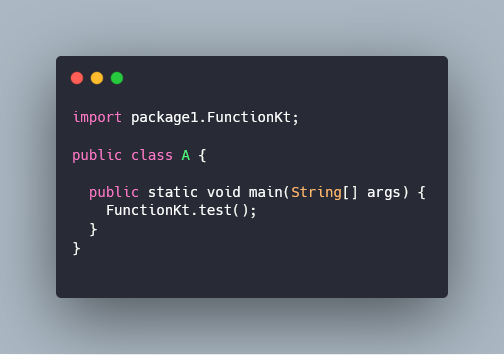 import package1.FunctionKt;
public class A {
public static void main(String[] args) {
FunctionKt.test();
}
}